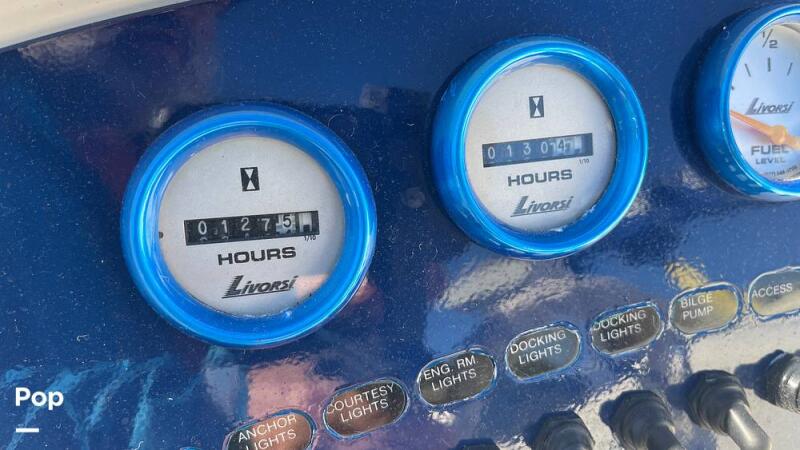 01275
1/10
HOURS
LIVORSI
01304
1/10
HOURS
LIVORSI
1/2
LIVORSI
FUEL
LEVEL
ANCHOR
LIGHTS
COURTESY
LIGHTS
ENG. RM
LIGHTS
DOCKING
LIGHTS
DOCKING
LIGHTS
BILGE
PUMP
ACCESS
Pop